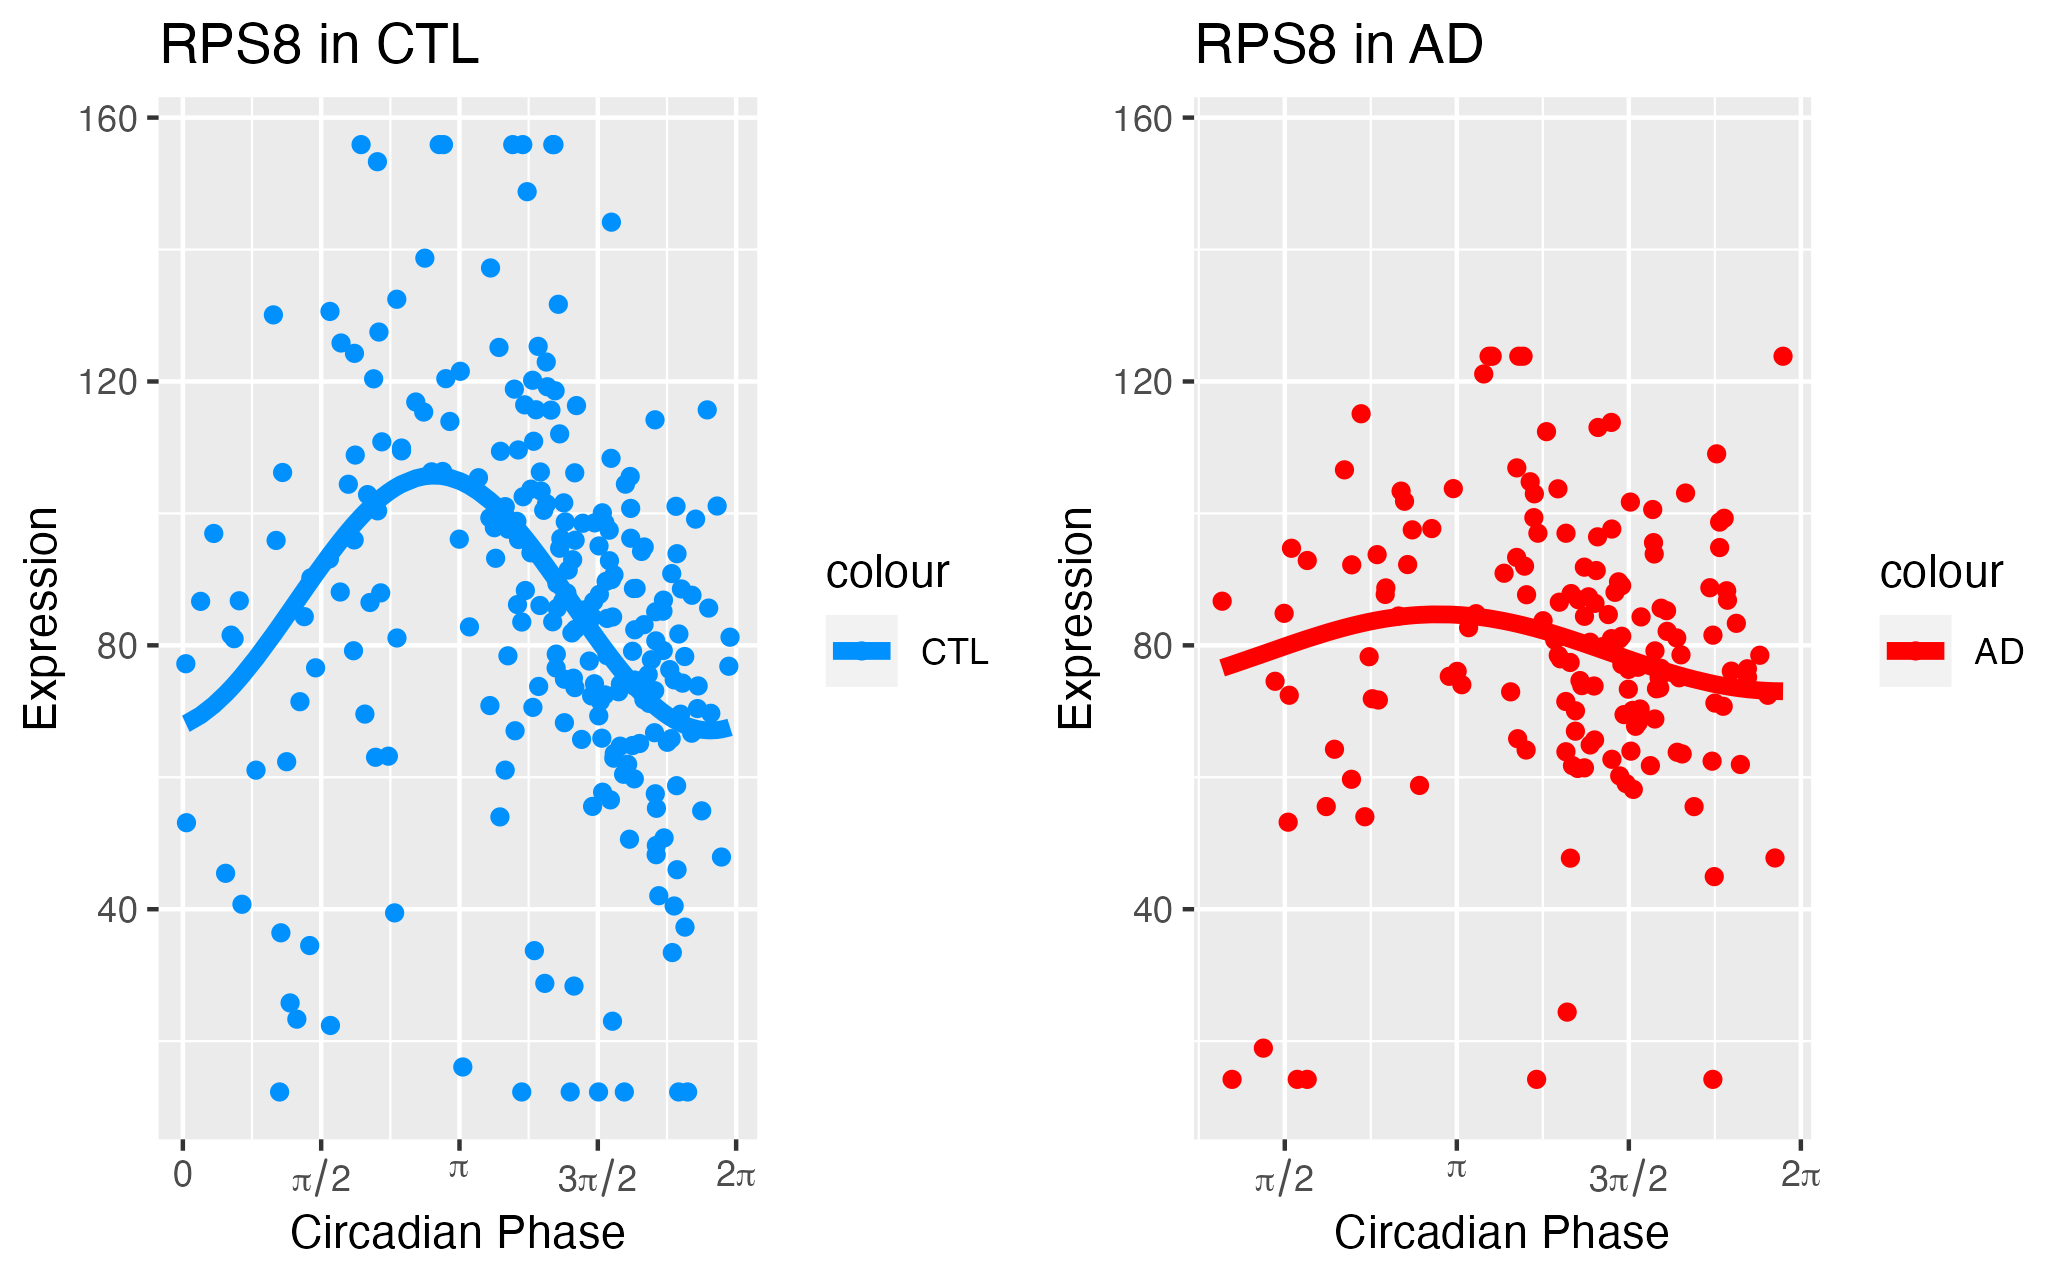 RPS8 in CTL
160
120
80
40
Expression
0
π/2
π
3π/2
2π
Circadian Phase
colour
CTL
RPS8 in AD
160
120
80
40
Expression
π/2
π
3π/2
2π
Circadian Phase
colour
AD